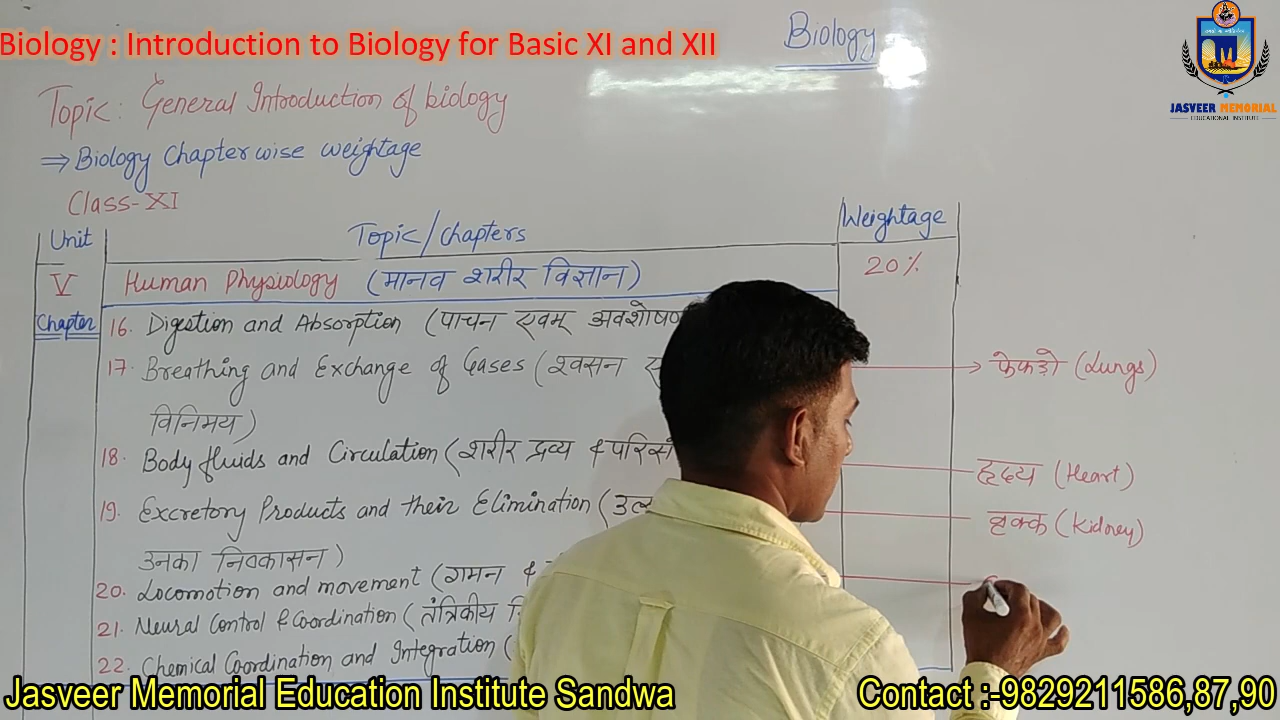 Biology : Introduction to Biology for Basic XI and XII
Biology
JASVEER MEMORIAL
EDUCATIONAL INSTITUTE
Topic: General Introduction of biology
⇒ Biology Chapterwise weightage
Class-XI
Unit Topic/chapters Weightage
V Human Physiology (मानव शरीर विज्ञान) 20%
Chapter 16. Digestion and Absorption (पाचन एवम् अवशोषण
17. Breathing and Exchange of Gases (श्वसन → फेफड़ो (Lungs)
विनिमय)
18. Body fluids and Circulation (शरीर द्रव्य & हृदय (Heart)
19. Excretory Products and their Elimination ( वृक्क (Kidney)
उनका निष्कासन)
20. Locomotion and movement (गमन &
21. Neural Control & Coordination (तंत्रिकीय
22. Chemical Coordination and Integration (
Jasveer Memorial Education Institute Sandwa Contact :-9829211586,87,90